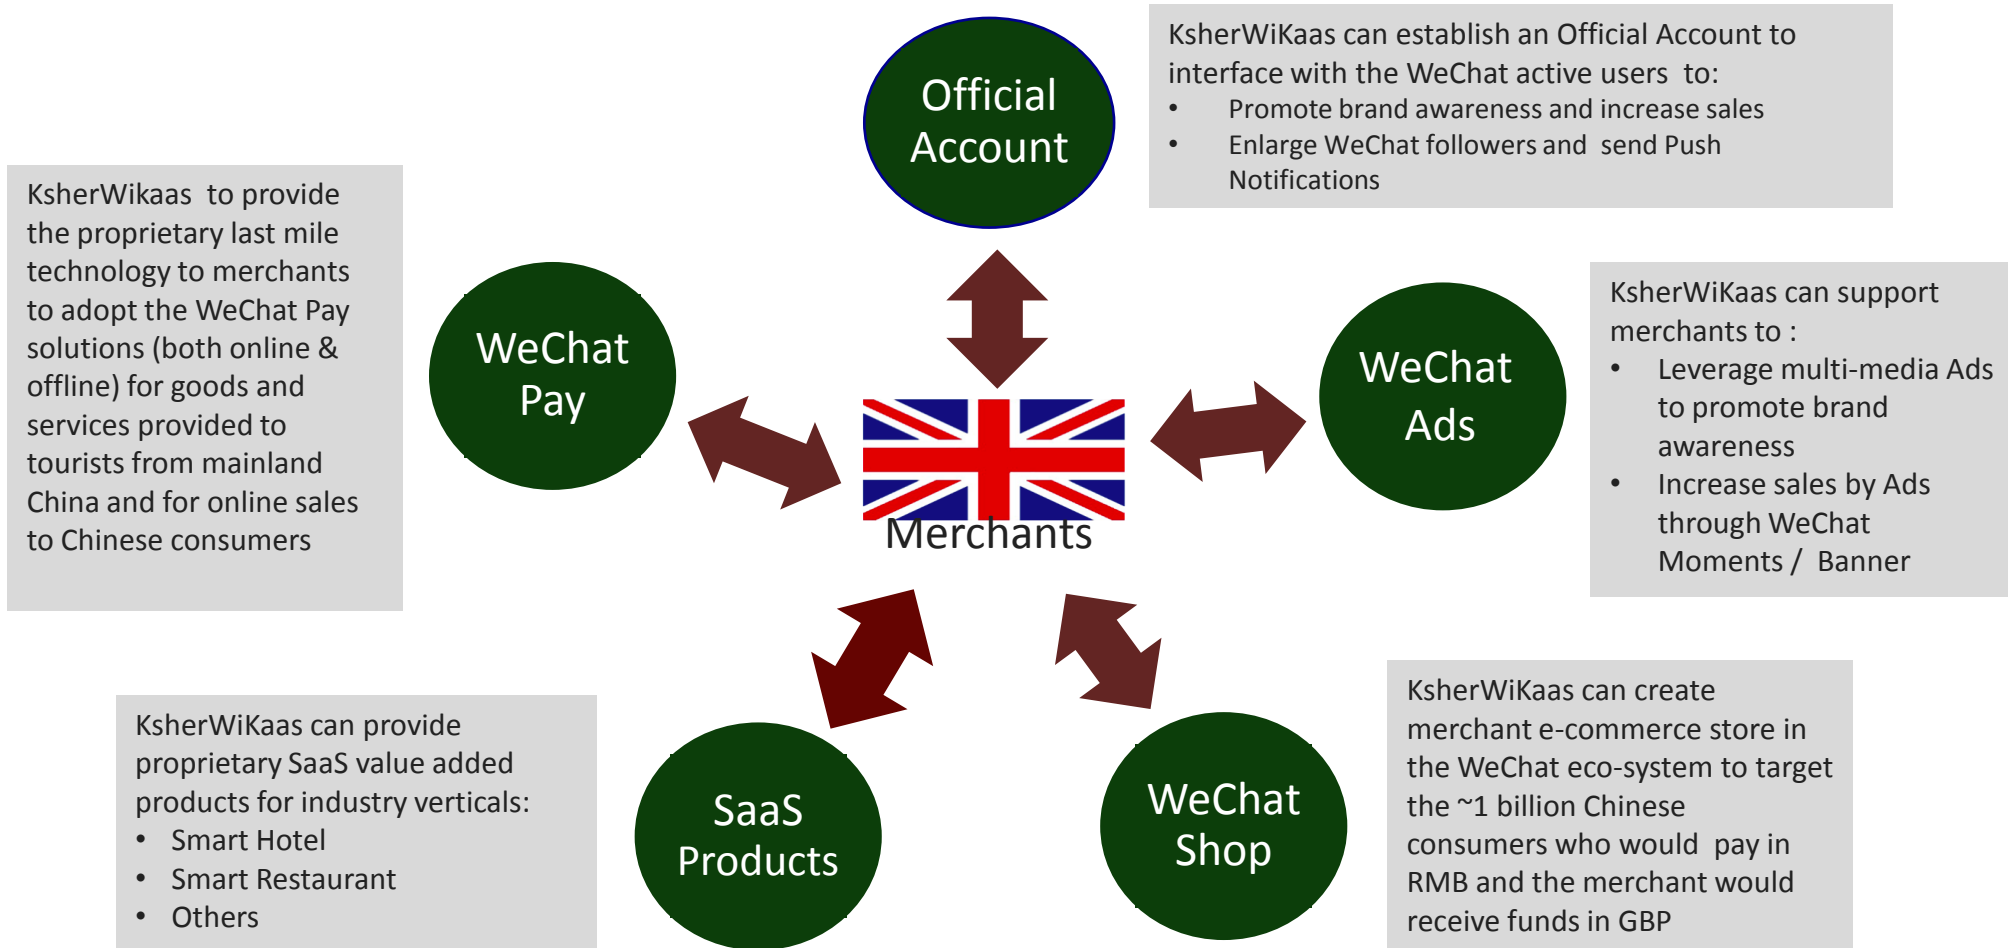 Official
Account
KsherWiKaas can establish an Official Account to
interface with the WeChat active users to:
• Promote brand awareness and increase sales
• Enlarge WeChat followers and send Push
Notifications
KsherWikaas to provide
the proprietary last mile
technology to merchants
to adopt the WeChat Pay
solutions (both online &
offline) for goods and
services provided to
tourists from mainland
China and for online sales
to Chinese consumers
WeChat
Pay
WeChat
Ads
KsherWiKaas can support
merchants to :
• Leverage multi-media Ads
to promote brand
awareness
• Increase sales by Ads
through WeChat
Moments / Banner
Merchants
KsherWiKaas can provide
proprietary SaaS value added
products for industry verticals:
• Smart Hotel
• Smart Restaurant
• Others
SaaS
Products
WeChat
Shop
KsherWiKaas can create
merchant e-commerce store in
the WeChat eco-system to target
the ~1 billion Chinese
consumers who would pay in
RMB and the merchant would
receive funds in GBP